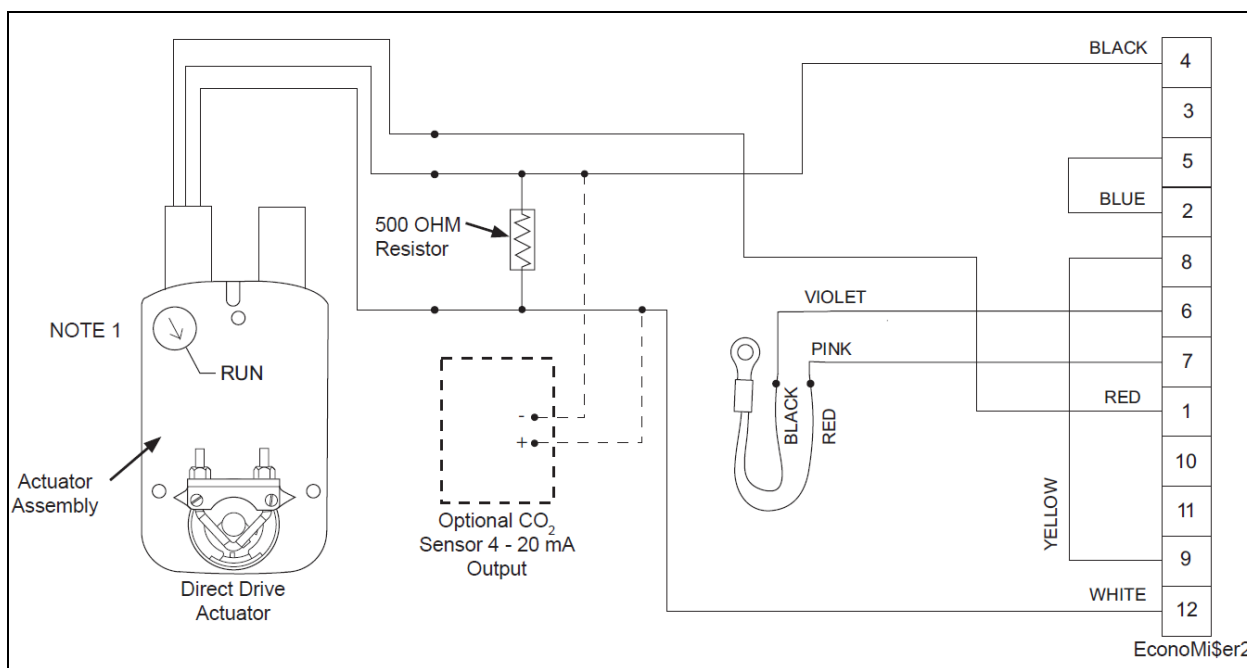 BLACK
4
3
5
BLUE
2
500 OHM
Resistor
8
VIOLET
6
NOTE 1
PINK
7
RUN
RED
1
BLACK
RED
-
+
10
Actuator
Assembly
YELLOW
11
Optional CO2
Sensor 4 - 20 mA
Output
9
Direct Drive
Actuator
WHITE
12
EconoMi$er2